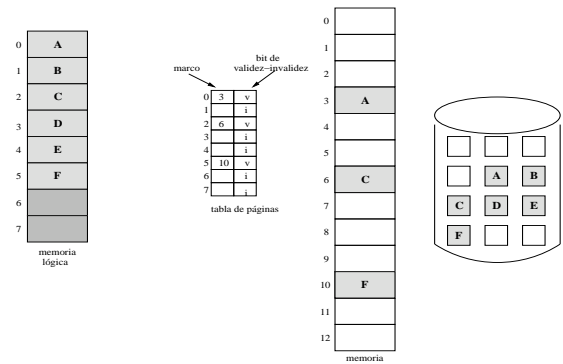 0 A
1 B
2 C
3 D
4 E
5 F
6
7
memoria
lógica
marco
bit de
validez-invalidez
0 3 v
1 i
2 6 v
3 i
4 i
5 10 v
6 i
7 i
tabla de páginas
0
1
2
3 A
4
5
6 C
7
8
9
10 F
11
12
memoria
A B
C D E
F